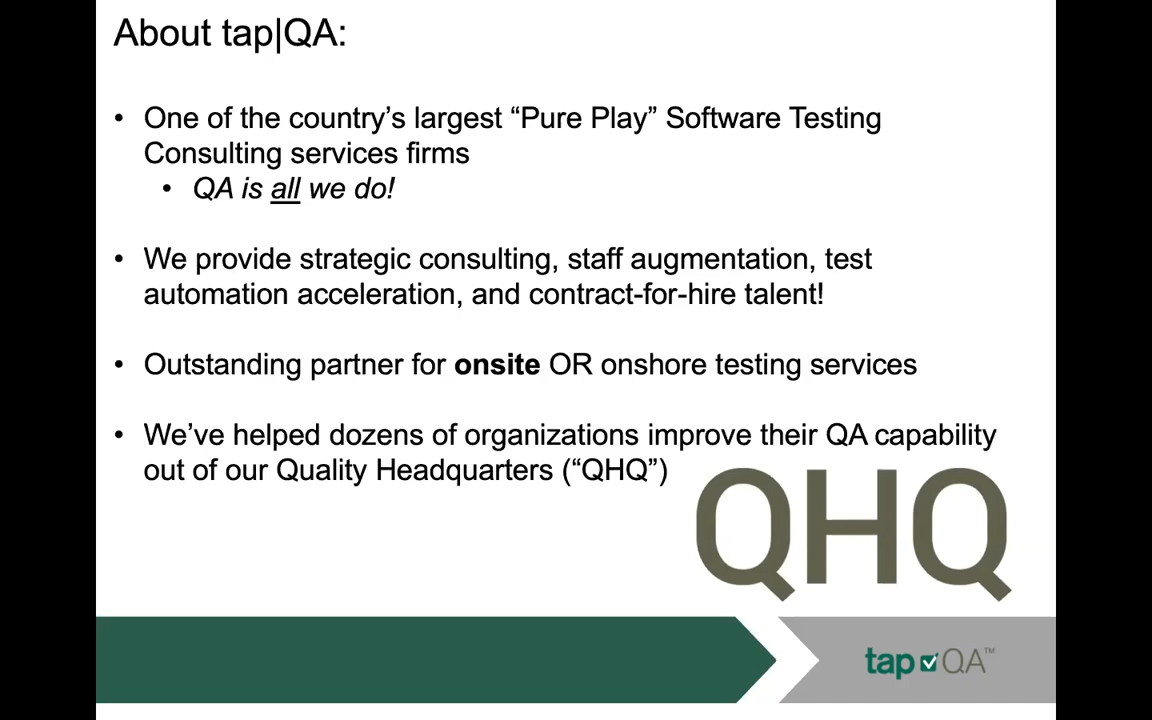 About tap|QA:
• One of the country’s largest “Pure Play” Software Testing
Consulting services firms
• QA is all we do!
• We provide strategic consulting, staff augmentation, test
automation acceleration, and contract-for-hire talent!
• Outstanding partner for onsite OR onshore testing services
• We’ve helped dozens of organizations improve their QA capability
out of our Quality Headquarters (“QHQ”)
QHQ
tap QA™